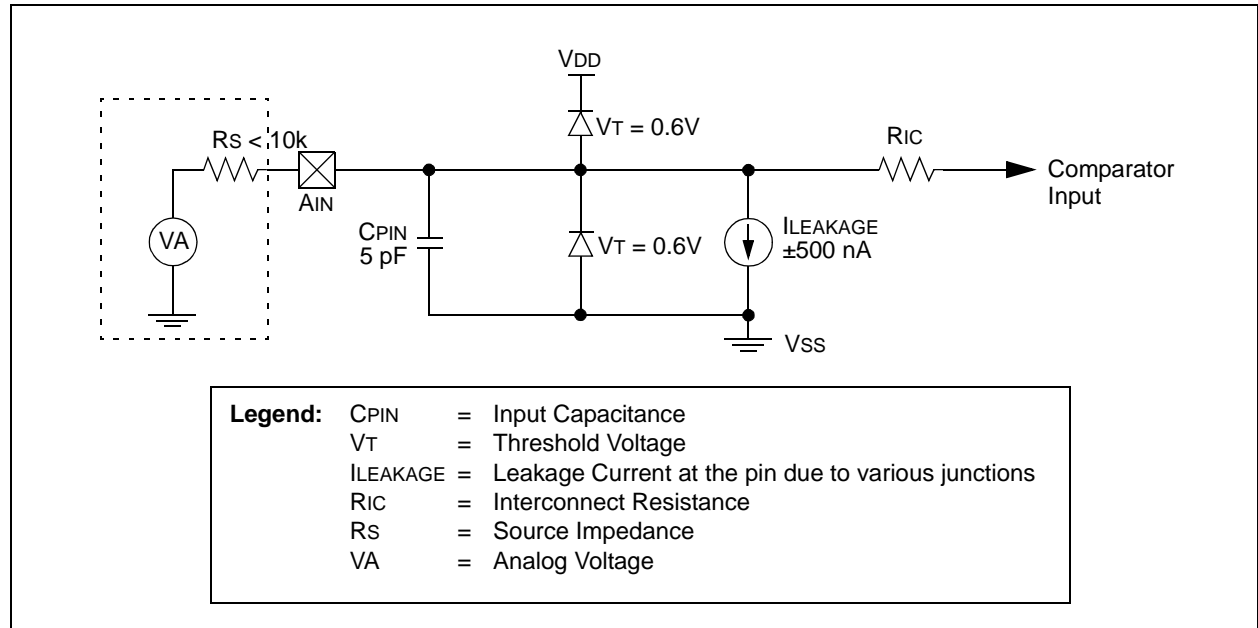 VDD
VT = 0.6V
RS < 10k
RIC
AIN
Comparator
Input
CPIN
5 pF
VA
VT = 0.6V
ILEAKAGE
±500 nA
VSS
Legend: CPIN = Input Capacitance
VT = Threshold Voltage
ILEAKAGE = Leakage Current at the pin due to various junctions
RIC = Interconnect Resistance
RS = Source Impedance
VA = Analog Voltage